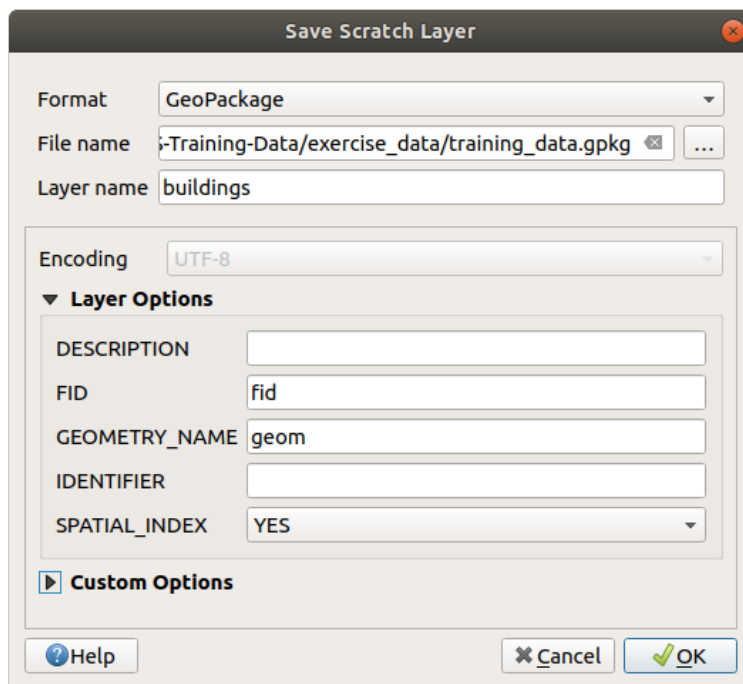 Save Scratch Layer
Format GeoPackage
File name -Training-Data/exercise_data/training_data.gpkg ...
Layer name buildings
Encoding UTF-8
Layer Options
DESCRIPTION
FID fid
GEOMETRY_NAME geom
IDENTIFIER
SPATIAL_INDEX YES
Custom Options
Help Cancel OK